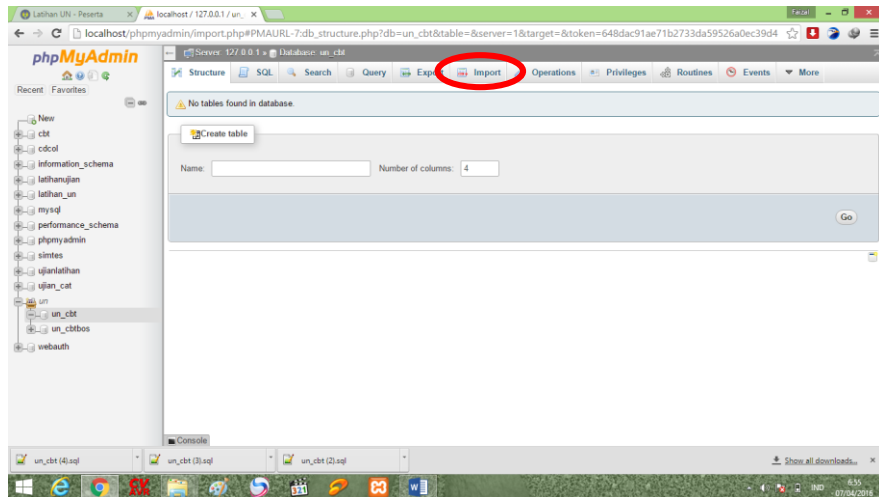 Latihan UN - Peserta
localhost / 127.0.0.1 / un_
Faizal
localhost/phpmyadmin/import.php#PMAURL-7:db_structure.php?db=un_cbt&table=&server=1&target=&token=648dac91ae71b2733da59526a0ec39d4
phpMyAdmin
Recent Favorites
New
cbt
cdcol
information_schema
latihanujian
latihan_un
mysql
performance_schema
phpmyadmin
simtes
ujianlatihan
ujian_cat
un
un_cbt
un_cbtbos
webauth
Server: 127.0.0.1 » Database: un_cbt
Structure SQL Search Query Export Import Operations Privileges Routines Events More
No tables found in database.
Create table
Name: Number of columns: 4
Go
Console
un_cbt (4).sql un_cbt (3).sql un_cbt (2).sql Show all downloads...
321
IND 6:55
07/04/2016